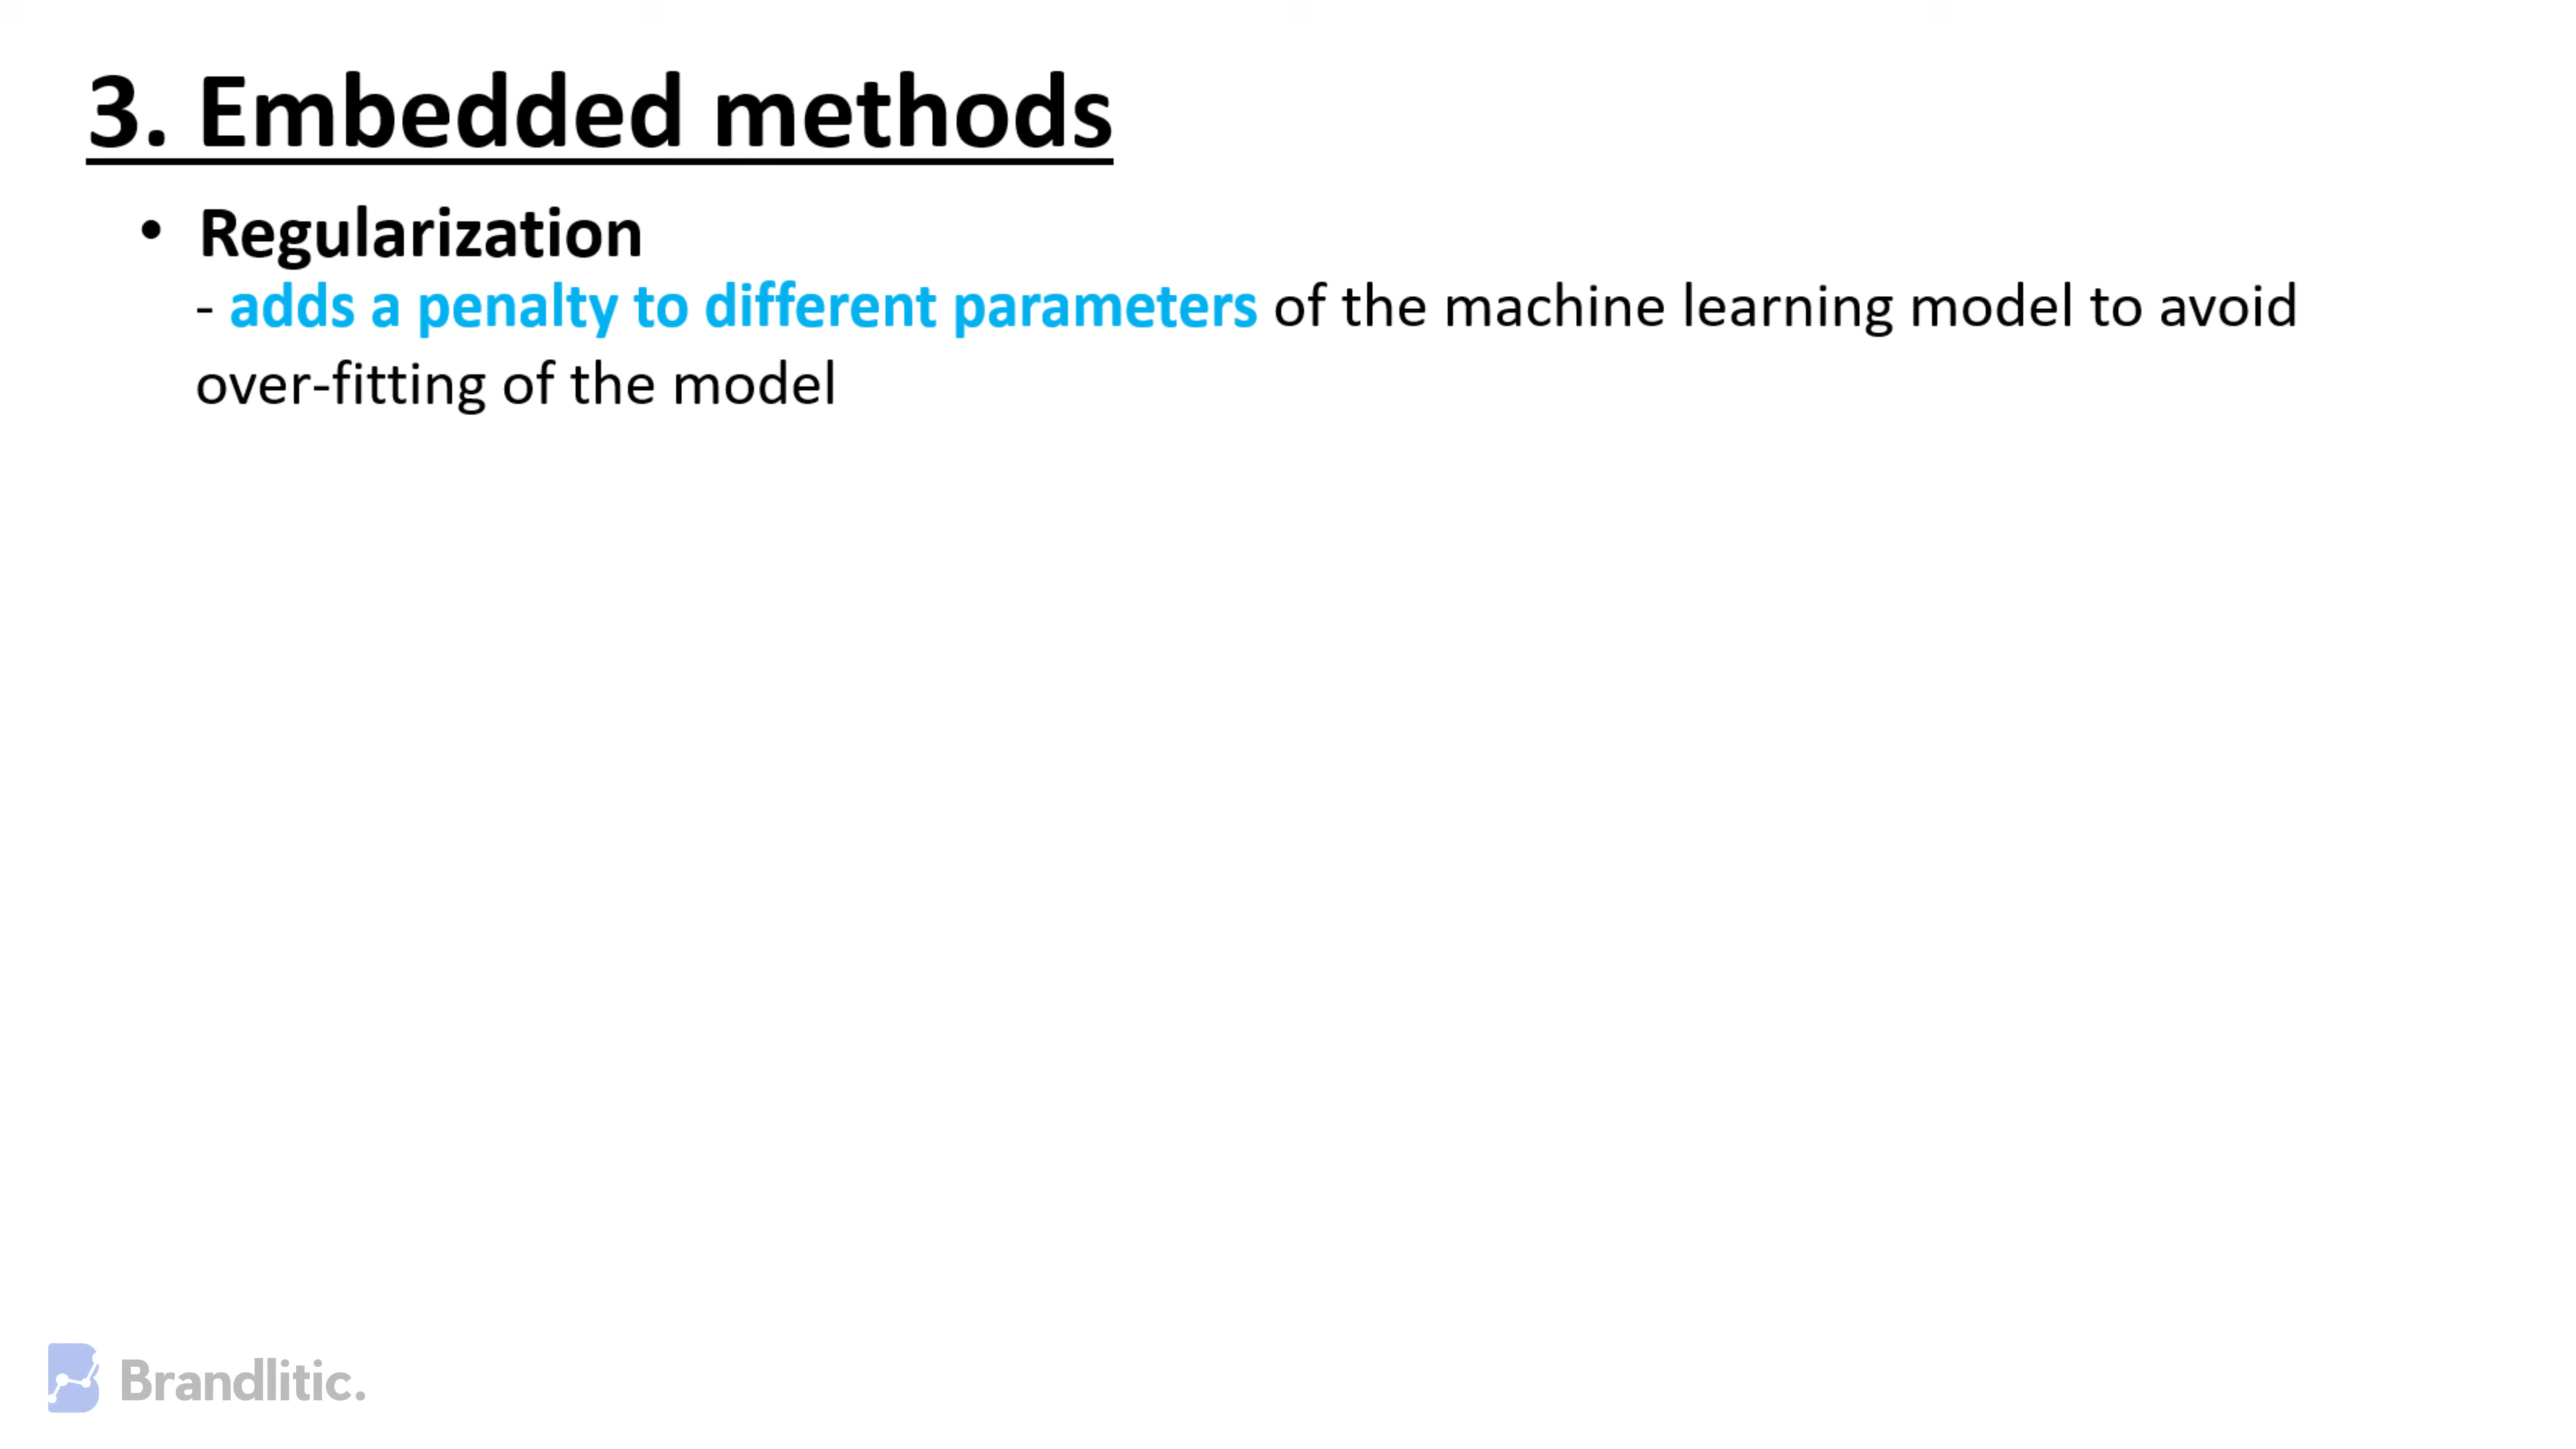 3. Embedded methods
• Regularization
- adds a penalty to different parameters of the machine learning model to avoid
over-fitting of the model
Brandlitic.